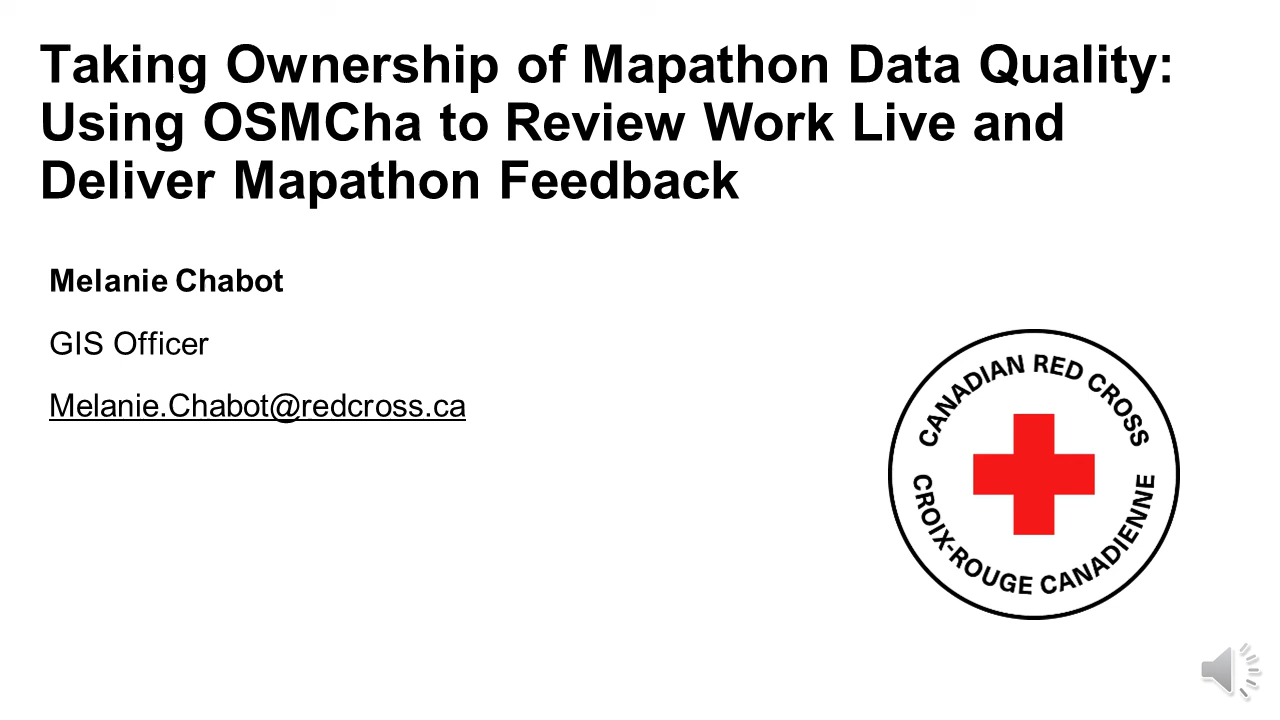 Taking Ownership of Mapathon Data Quality:
Using OSMCha to Review Work Live and
Deliver Mapathon Feedback
Melanie Chabot
GIS Officer
Melanie.Chabot@redcross.ca
CANADIAN RED CROSS
CROIX-ROUGE CANADIENNE